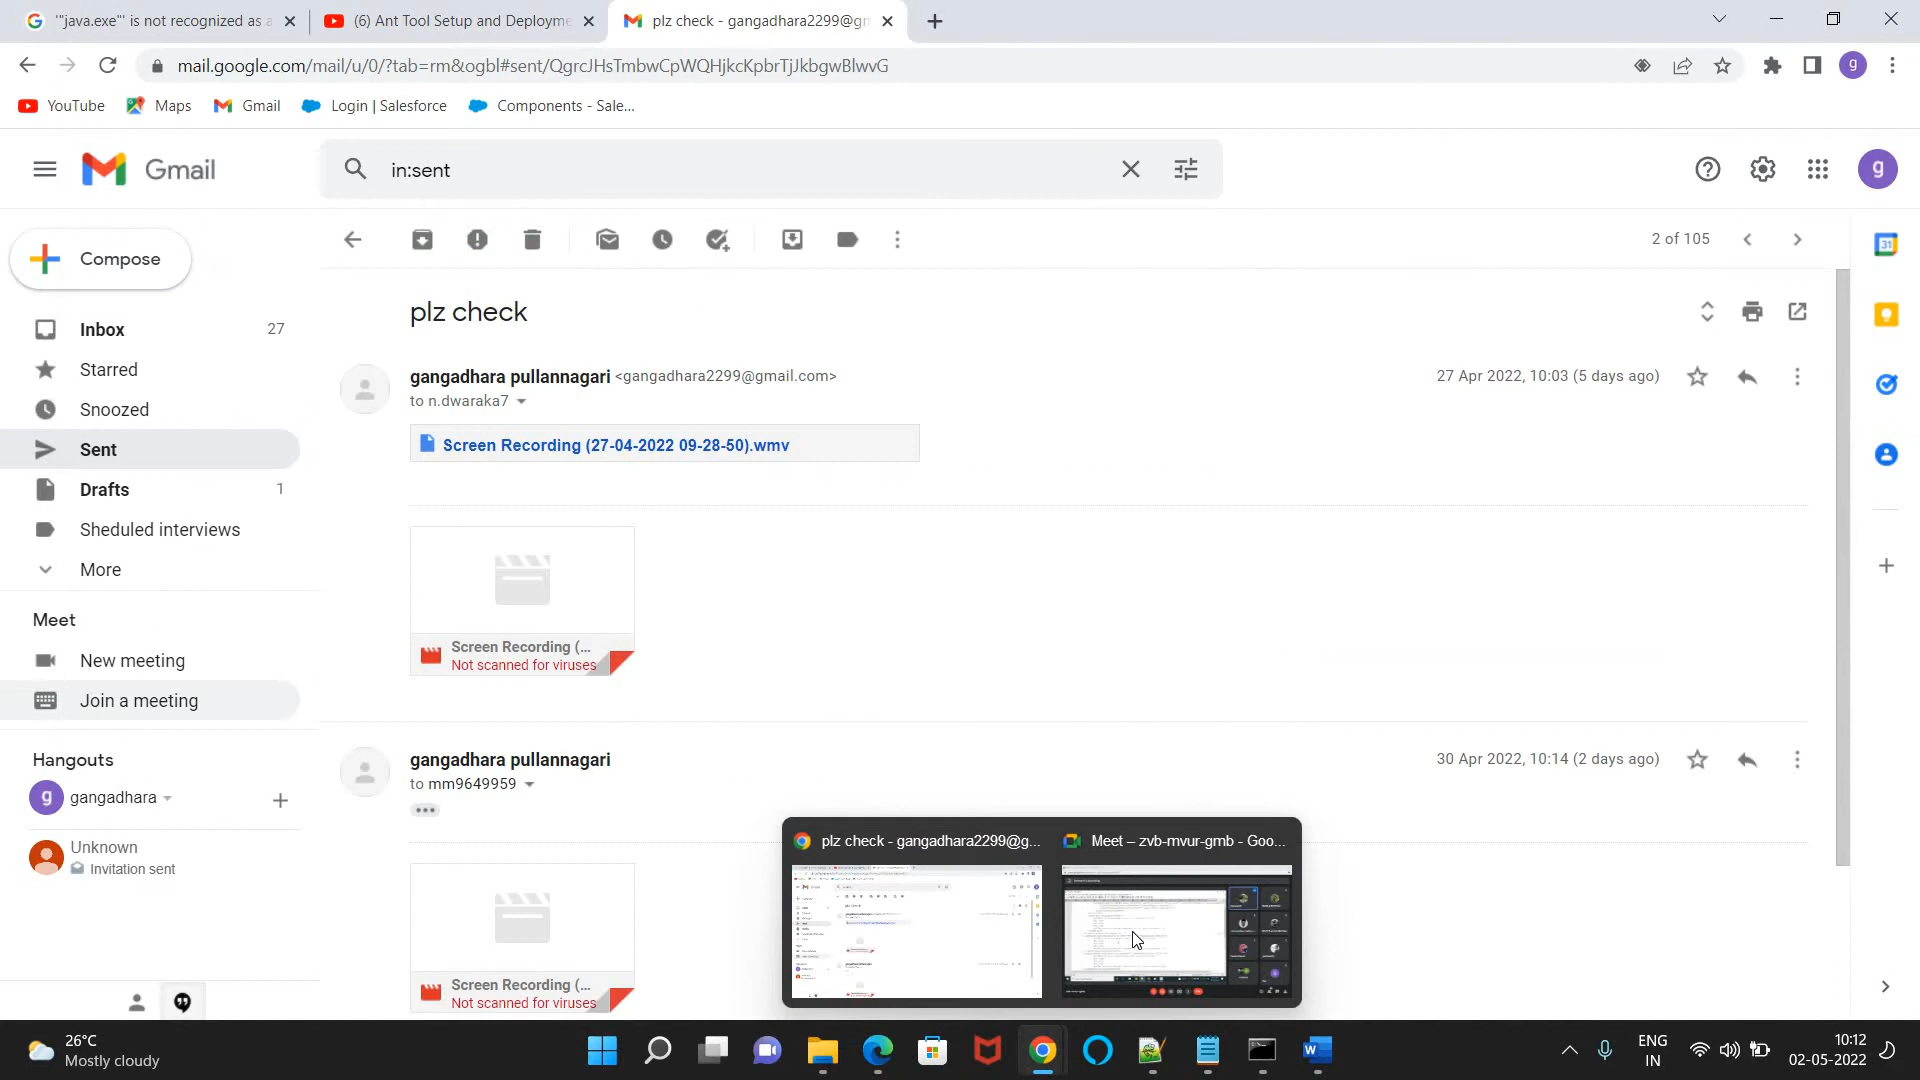 '"java.exe"' is not recognized as a
(6) Ant Tool Setup and Deployme
plz check - gangadhara2299@gm
mail.google.com/mail/u/0/?tab=rm&ogbl#sent/QgrcJHsTmbwCpWQHjkcKpbrTjJkbgwBlwvG
g
YouTube
Maps
Gmail
Login | Salesforce
Components - Sale...
Gmail
in:sent
g
Compose
2 of 105
Inbox 27
Starred
Snoozed
Sent
Drafts 1
Sheduled interviews
More
Meet
New meeting
Join a meeting
Hangouts
g gangadhara
Unknown
Invitation sent
plz check
gangadhara pullannagari <gangadhara2299@gmail.com>
27 Apr 2022, 10:03 (5 days ago)
to n.dwaraka7
Screen Recording (27-04-2022 09-28-50).wmv
Screen Recording (...
Not scanned for viruses
gangadhara pullannagari
30 Apr 2022, 10:14 (2 days ago)
to mm9649959
Screen Recording (...
Not scanned for viruses
31
plz check - gangadhara2299@g...
Meet – zvb-mvur-gmb - Goo...
26°C
Mostly cloudy
ENG
IN
10:12
02-05-2022